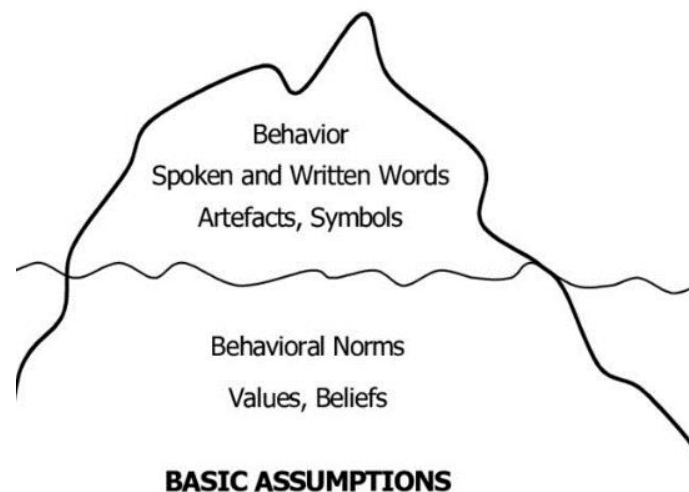 Behavior
Spoken and Written Words
Artefacts, Symbols
Behavioral Norms
Values, Beliefs
BASIC ASSUMPTIONS